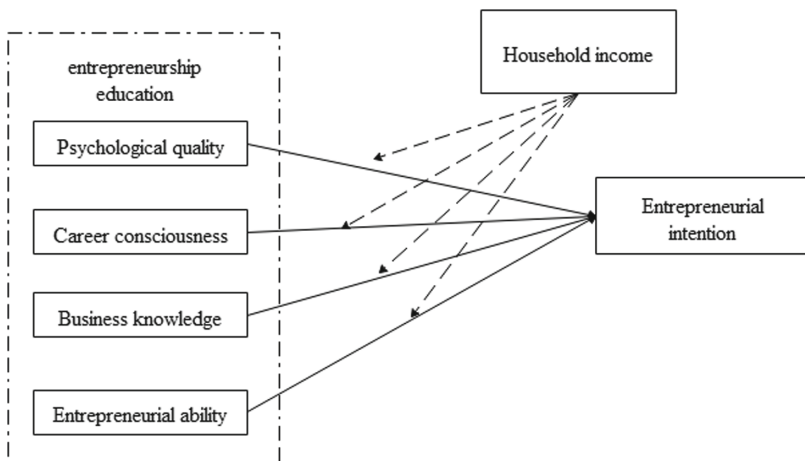 entrepreneurship
education
Psychological quality
Career consciousness
Business knowledge
Entrepreneurial ability
Household income
Entrepreneurial
intention